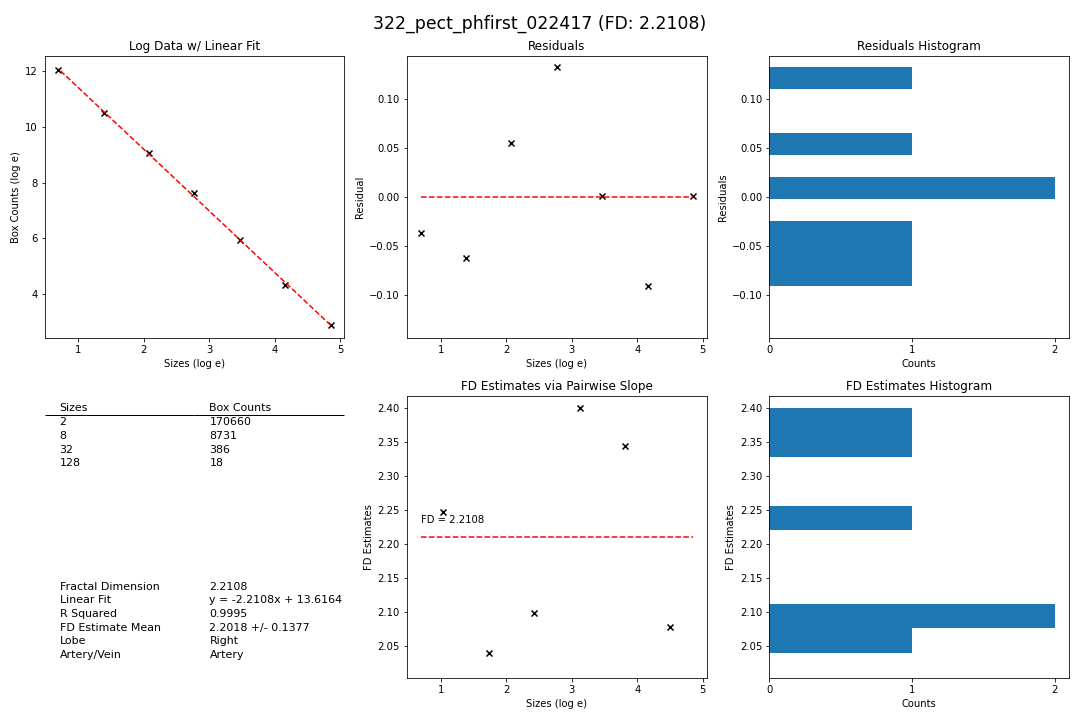 322_pect_phfirst_022417 (FD: 2.2108)
Log Data w/ Linear Fit
12
10
8
6
4
Box Counts (log e)
1 2 3 4 5
Sizes (log e)
Residuals
0.10
0.05
0.00
−0.05
−0.10
Residual
1 2 3 4 5
Sizes (log e)
Residuals Histogram
0.10
0.05
0.00
−0.05
−0.10
Residuals
0 1 2
Counts
Sizes Box Counts
2 170660
8 8731
32 386
128 18
Fractal Dimension 2.2108
Linear Fit y = -2.2108x + 13.6164
R Squared 0.9995
FD Estimate Mean 2.2018 +/- 0.1377
Lobe Right
Artery/Vein Artery
FD Estimates via Pairwise Slope
2.40
2.35
2.30
2.25
2.20
2.15
2.10
2.05
FD Estimates
FD = 2.2108
1 2 3 4 5
Sizes (log e)
FD Estimates Histogram
2.40
2.35
2.30
2.25
2.20
2.15
2.10
2.05
FD Estimates
0 1 2
Counts